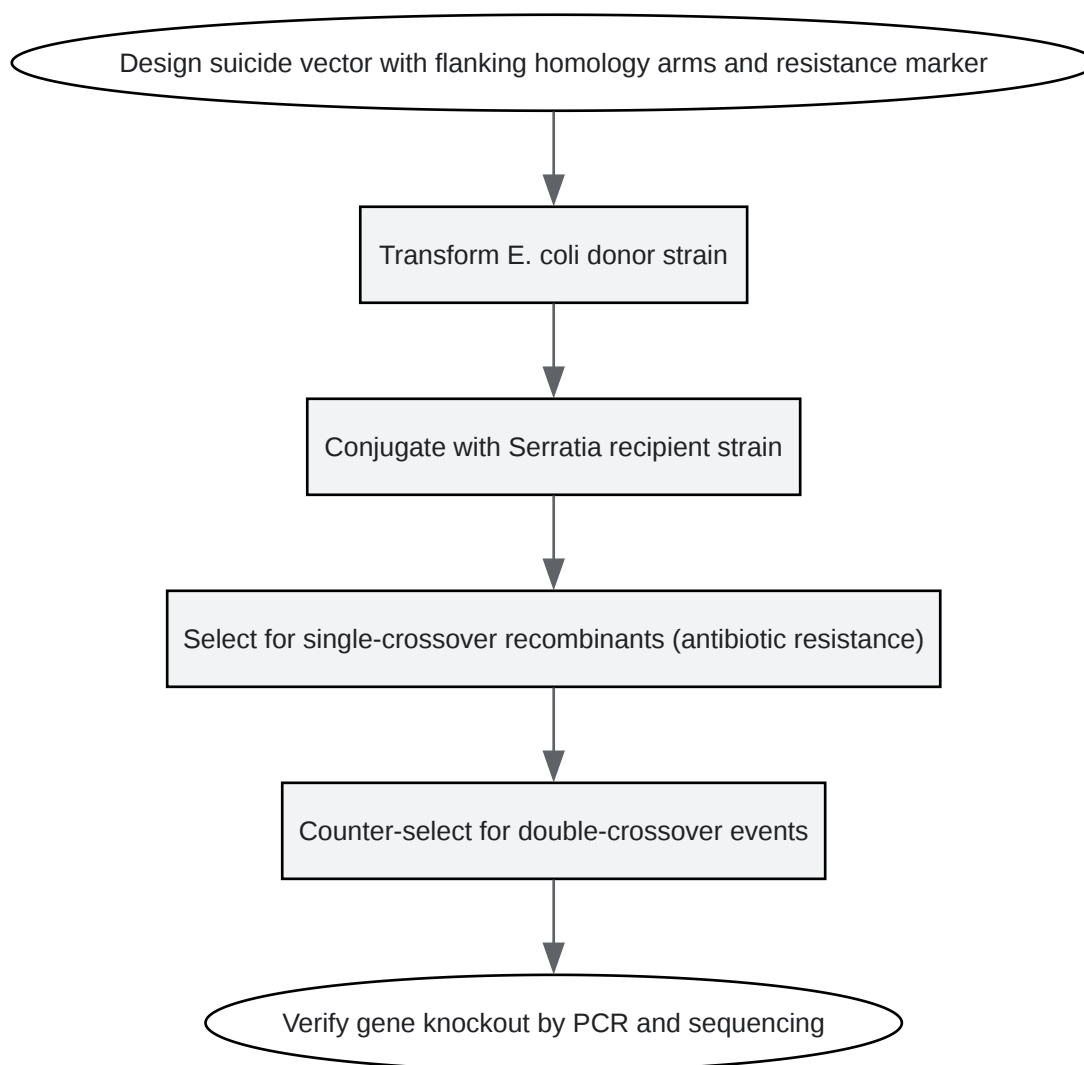 Design suicide vector with flanking homology arms and resistance marker
Transform E. coli donor strain
Conjugate with Serratia recipient strain
Select for single-crossover recombinants (antibiotic resistance)
Counter-select for double-crossover events
Verify gene knockout by PCR and sequencing